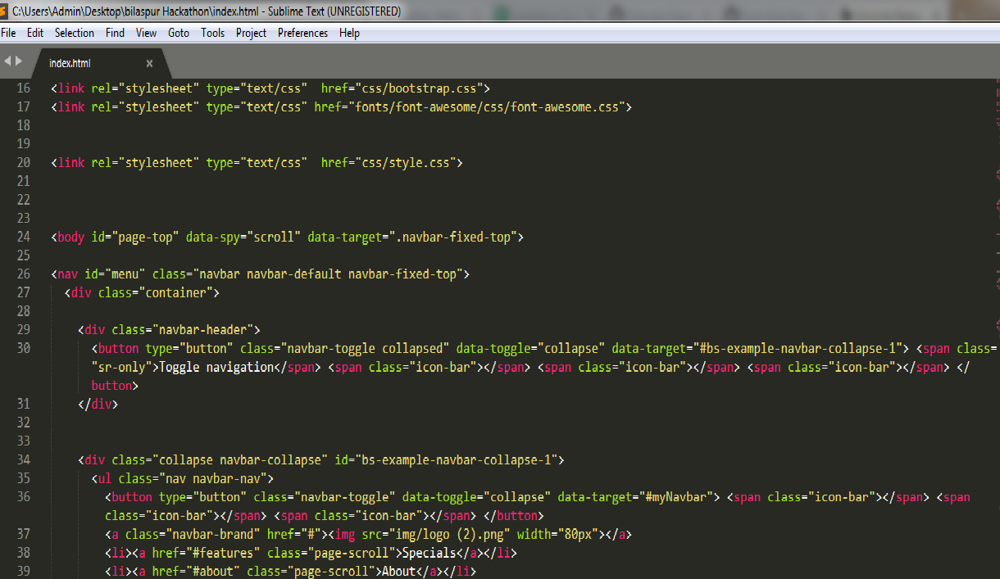 C:\Users\Admin\Desktop\bilaspur Hackathon\index.html - Sublime Text (UNREGISTERED)
File Edit Selection Find View Goto Tools Project Preferences Help
index.html x
16 <link rel="stylesheet" type="text/css"  href="css/bootstrap.css">
17 <link rel="stylesheet" type="text/css" href="fonts/font-awesome/css/font-awesome.css">
18
19
20 <link rel="stylesheet" type="text/css"  href="css/style.css">
21
22
23
24 <body id="page-top" data-spy="scroll" data-target=".navbar-fixed-top">
25
26 <nav id="menu" class="navbar navbar-default navbar-fixed-top">
27   <div class="container">
28
29     <div class="navbar-header">
30       <button type="button" class="navbar-toggle collapsed" data-toggle="collapse" data-target="#bs-example-navbar-collapse-1"> <span class=
"sr-only">Toggle navigation</span> <span class="icon-bar"></span> <span class="icon-bar"></span> <span class="icon-bar"></span> </
button>
31     </div>
32
33
34     <div class="collapse navbar-collapse" id="bs-example-navbar-collapse-1">
35       <ul class="nav navbar-nav">
36         <button type="button" class="navbar-toggle" data-toggle="collapse" data-target="#myNavbar"> <span class="icon-bar"></span> <span
class="icon-bar"></span> <span class="icon-bar"></span> </button>
37         <a class="navbar-brand" href="#"><img src="img/logo (2).png" width="80px"></a>
38         <li><a href="#features" class="page-scroll">Specials</a></li>
39         <li><a href="#about" class="page-scroll">About</a></li>